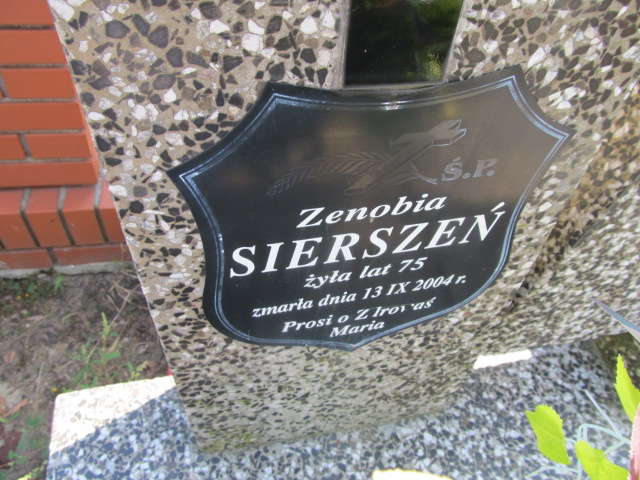 Ś.P.
Zenobia
SIERSZEŃ
żyła lat 75
zmarła dnia 13 IX 2004 r.
Prosi o Z
Maria